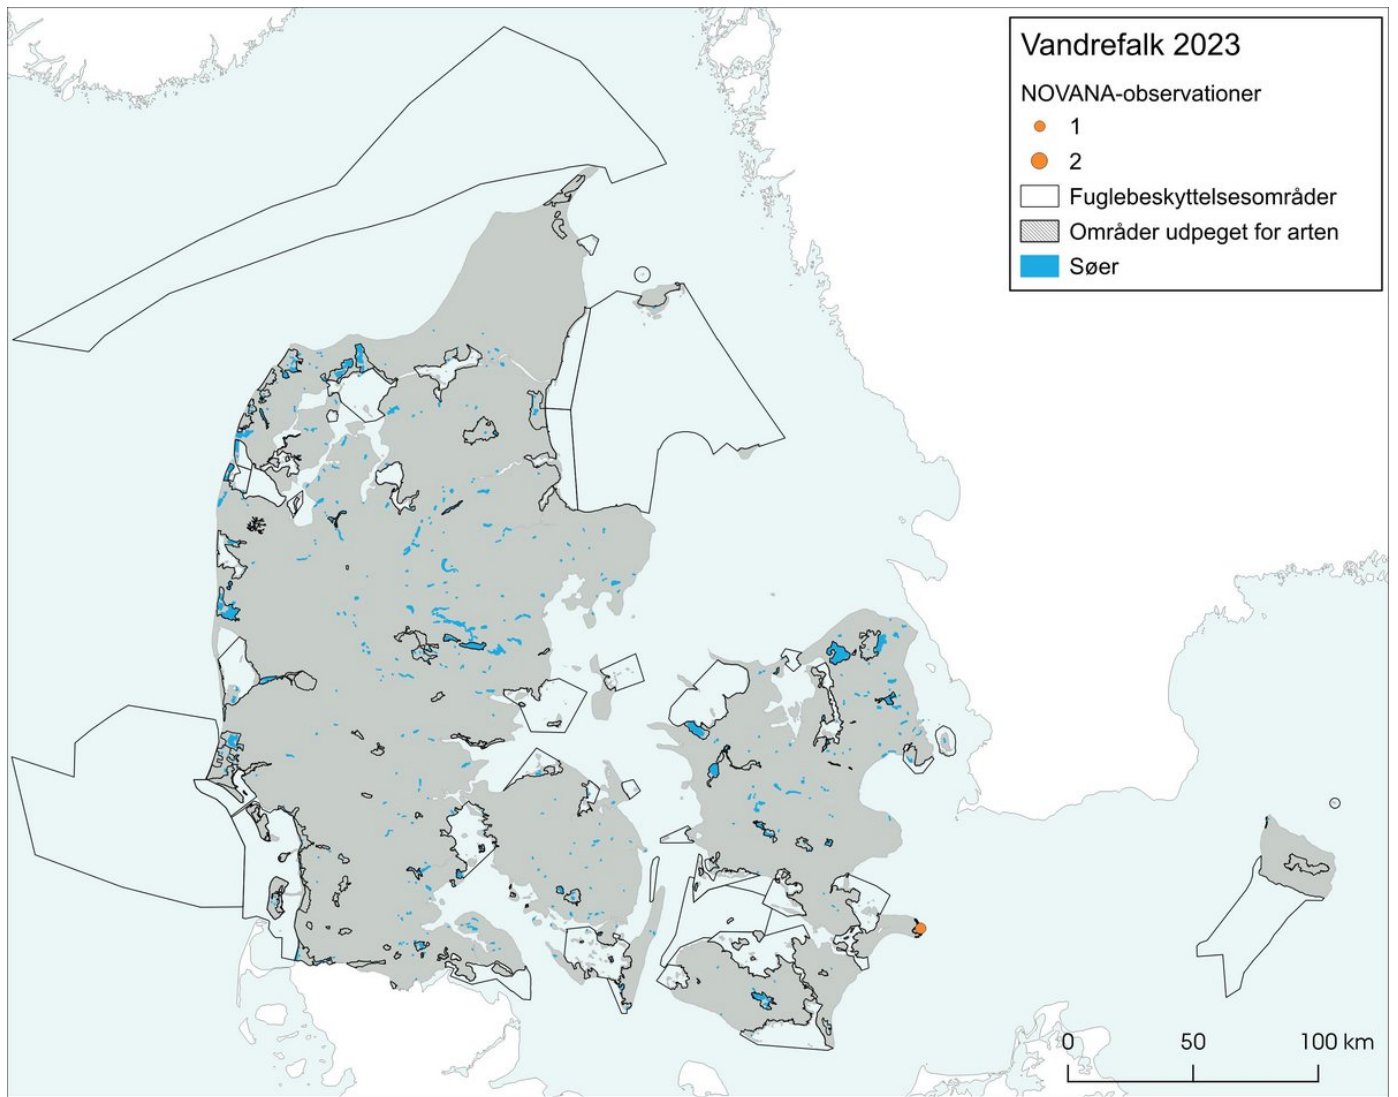 Vandrefalk 2023
NOVANA-observationer
1
2
Fuglebeskyttelsesområder
Områder udpeget for arten
Søer
0 50 100 km